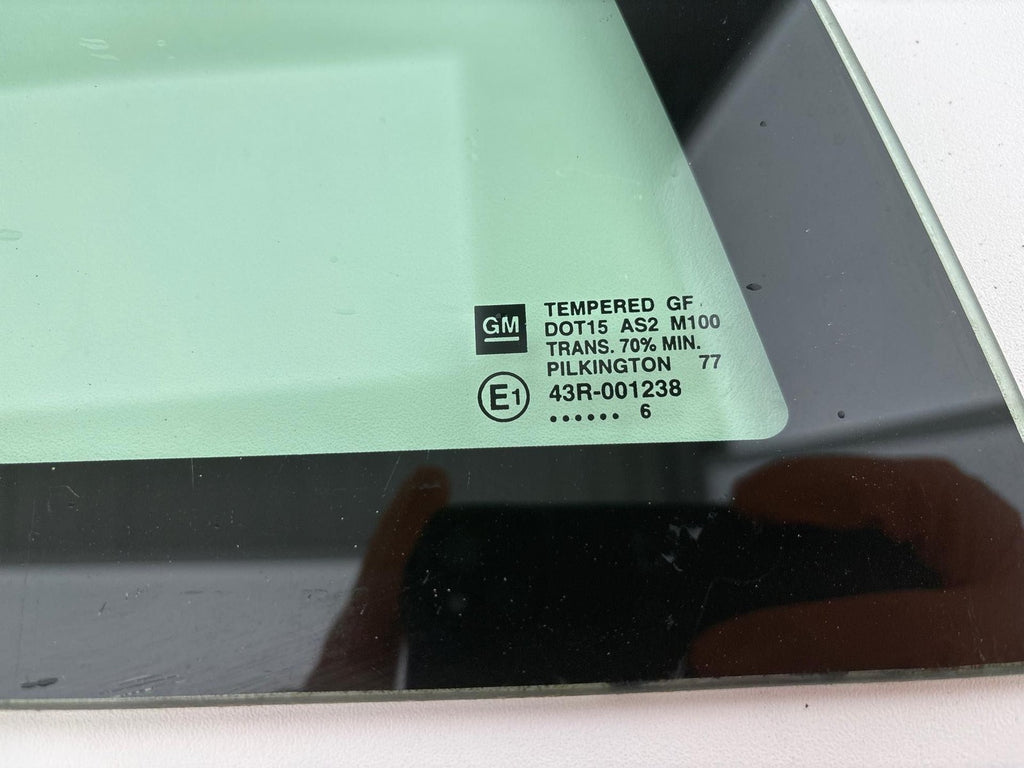 GM
TEMPERED GF
DOT15 AS2 M100
TRANS. 70% MIN.
PILKINGTON 77
E1
43R-001238
...... 6